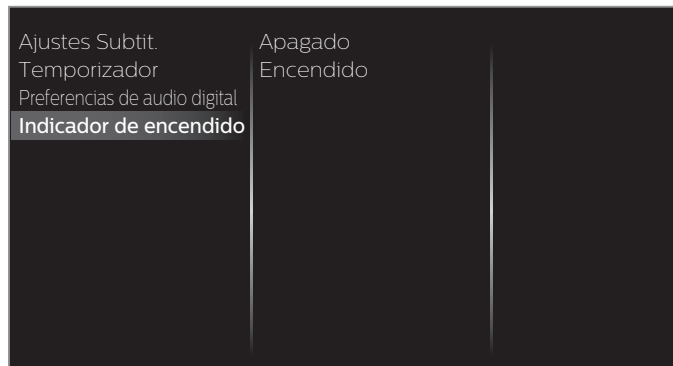 Ajustes Subtit.
Temporizador
Preferencias de audio digital
Indicador de encendido
Apagado
Encendido